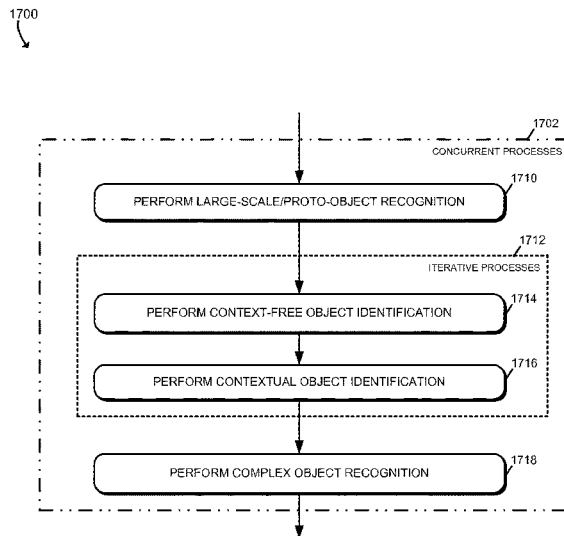 1700
1702
CONCURRENT PROCESSES
1710
PERFORM LARGE-SCALE/PROTO-OBJECT RECOGNITION
1712
ITERATIVE PROCESSES
1714
PERFORM CONTEXT-FREE OBJECT IDENTIFICATION
1716
PERFORM CONTEXTUAL OBJECT IDENTIFICATION
1718
PERFORM COMPLEX OBJECT RECOGNITION